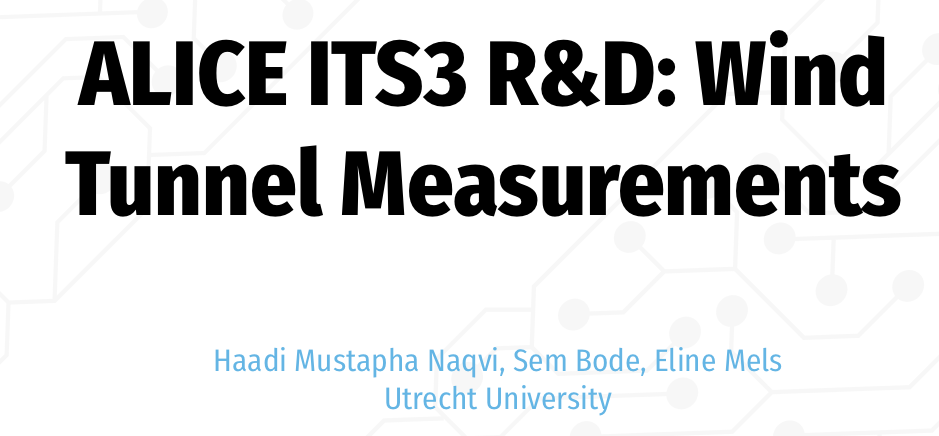 ALICE ITS3 R&D: Wind
Tunnel Measurements
Haadi Mustapha Naqvi, Sem Bode, Eline Mels
Utrecht University